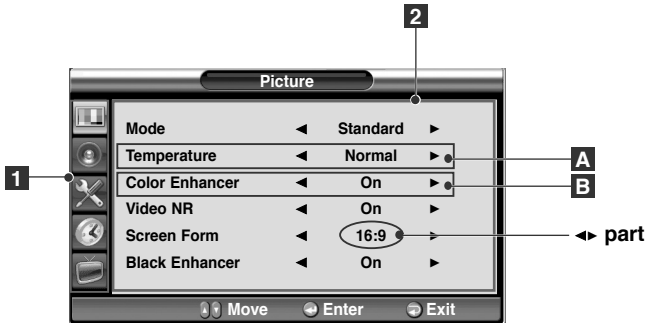 2
Picture
Mode ◄ Standard ►
Temperature ◄ Normal ► A
1
Color Enhancer ◄ On ► B
Video NR ◄ On ►
Screen Form ◄ 16:9 ► ◄► part
Black Enhancer ◄ On ►
Move Enter Exit